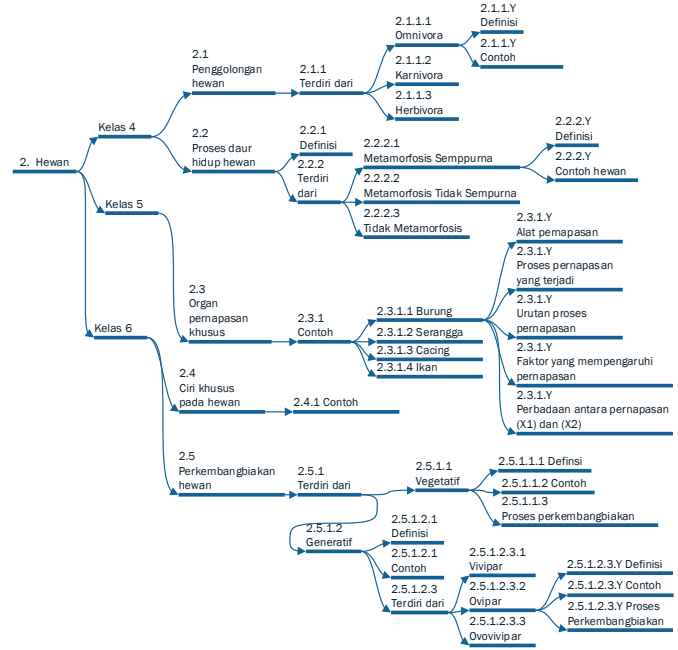 2. Hewan
Kelas 4
2.1
Penggolongan
hewan
2.1.1
Terdiri dari
2.1.1.1
Omnivora
2.1.1.Y
Definisi
2.1.1.Y
Contoh
2.1.1.2
Karnivora
2.1.1.3
Herbivora
2.2
Proses daur
hidup hewan
2.2.1
Definisi
2.2.2
Terdiri
dari
2.2.2.1
Metamorfosis Semppurna
2.2.2.Y
Definisi
2.2.2.Y
Contoh hewan
2.2.2.2
Metamorfosis Tidak Sempurna
2.2.2.3
Tidak Metamorfosis
Kelas 5
2.3
Organ
pernapasan
khusus
2.3.1
Contoh
2.3.1.1 Burung
2.3.1.2 Serangga
2.3.1.3 Cacing
2.3.1.4 Ikan
2.3.1.Y
Alat pernapasan
2.3.1.Y
Proses pernapasan
yang terjadi
2.3.1.Y
Urutan proses
pernapasan
2.3.1.Y
Faktor yang mempengaruhi
pernapasan
2.3.1.Y
Perbadaan antara pernapasan
(X1) dan (X2)
Kelas 6
2.4
Ciri khusus
pada hewan
2.4.1 Contoh
2.5
Perkembangbiakan
hewan
2.5.1
Terdiri dari
2.5.1.1
Vegetatif
2.5.1.1.1 Definsi
2.5.1.1.2 Contoh
2.5.1.1.3
Proses perkembangbiakan
2.5.1.2
Generatif
2.5.1.2.1
Definisi
2.5.1.2.1
Contoh
2.5.1.2.3
Terdiri dari
2.5.1.2.3.1
Vivipar
2.5.1.2.3.2
Ovipar
2.5.1.2.3.3
Ovovivipar
2.5.1.2.3.Y Definisi
2.5.1.2.3.Y Contoh
2.5.1.2.3.Y Proses
Perkembangbiakan